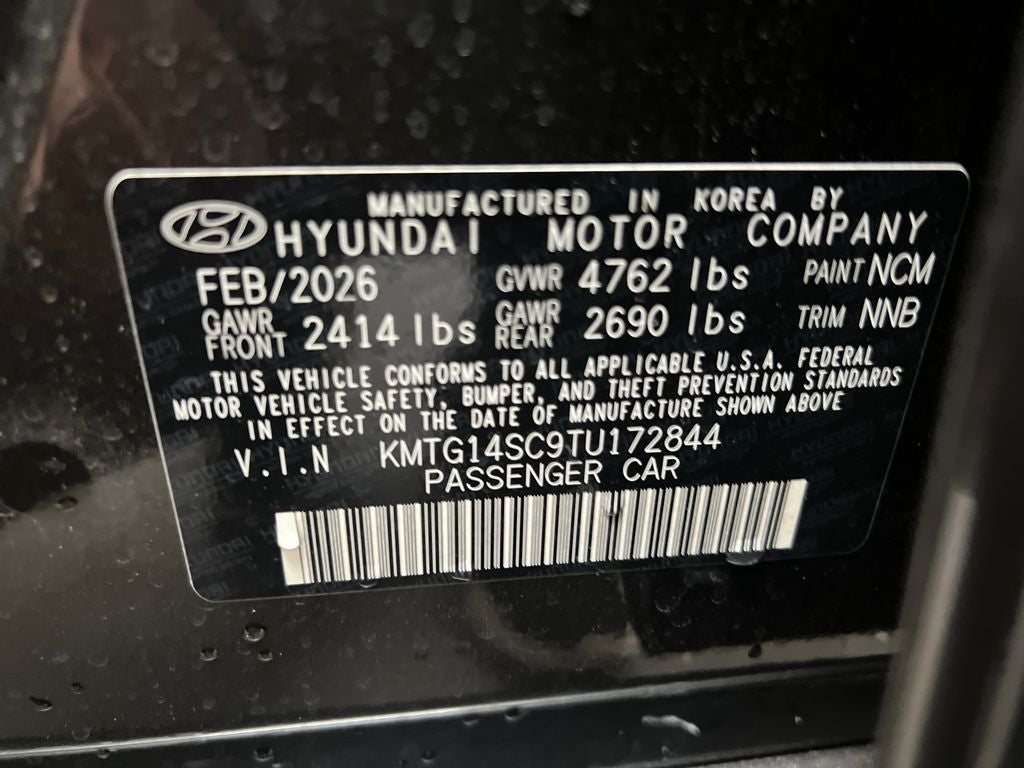 MANUFACTURED IN KOREA BY
HYUNDAI MOTOR COMPANY
FEB/2026 GVWR 4762 lbs PAINT NCM
GAWR FRONT 2414 lbs GAWR REAR 2690 lbs TRIM NNB
THIS VEHICLE CONFORMS TO ALL APPLICABLE U.S.A. FEDERAL
MOTOR VEHICLE SAFETY, BUMPER, AND THEFT PREVENTION STANDARDS
IN EFFECT ON THE DATE OF MANUFACTURE SHOWN ABOVE
V.I.N KMTG14SC9TU172844
PASSENGER CAR